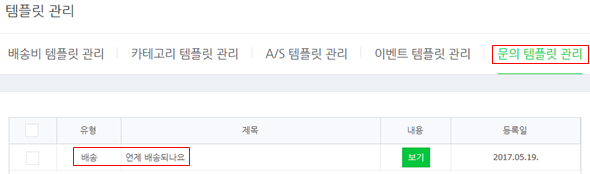 템플릿 관리
배송비 템플릿 관리 카테고리 템플릿 관리 A/S 템플릿 관리 이벤트 템플릿 관리 문의 템플릿 관리
유형 제목 내용 등록일
배송 언제 배송되나요 보기 2017.05.19.